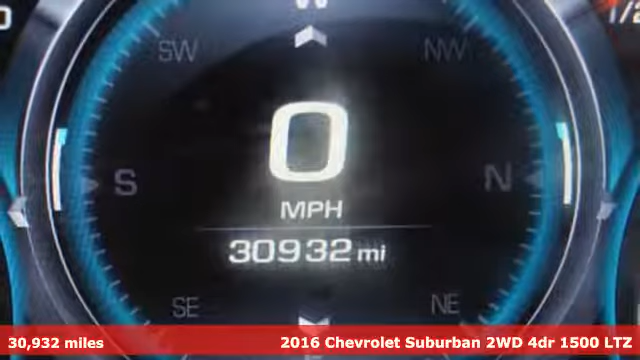 W
SW NW
0
S N
MPH
30932 mi
SE NE
30,932 miles 2016 Chevrolet Suburban 2WD 4dr 1500 LTZ